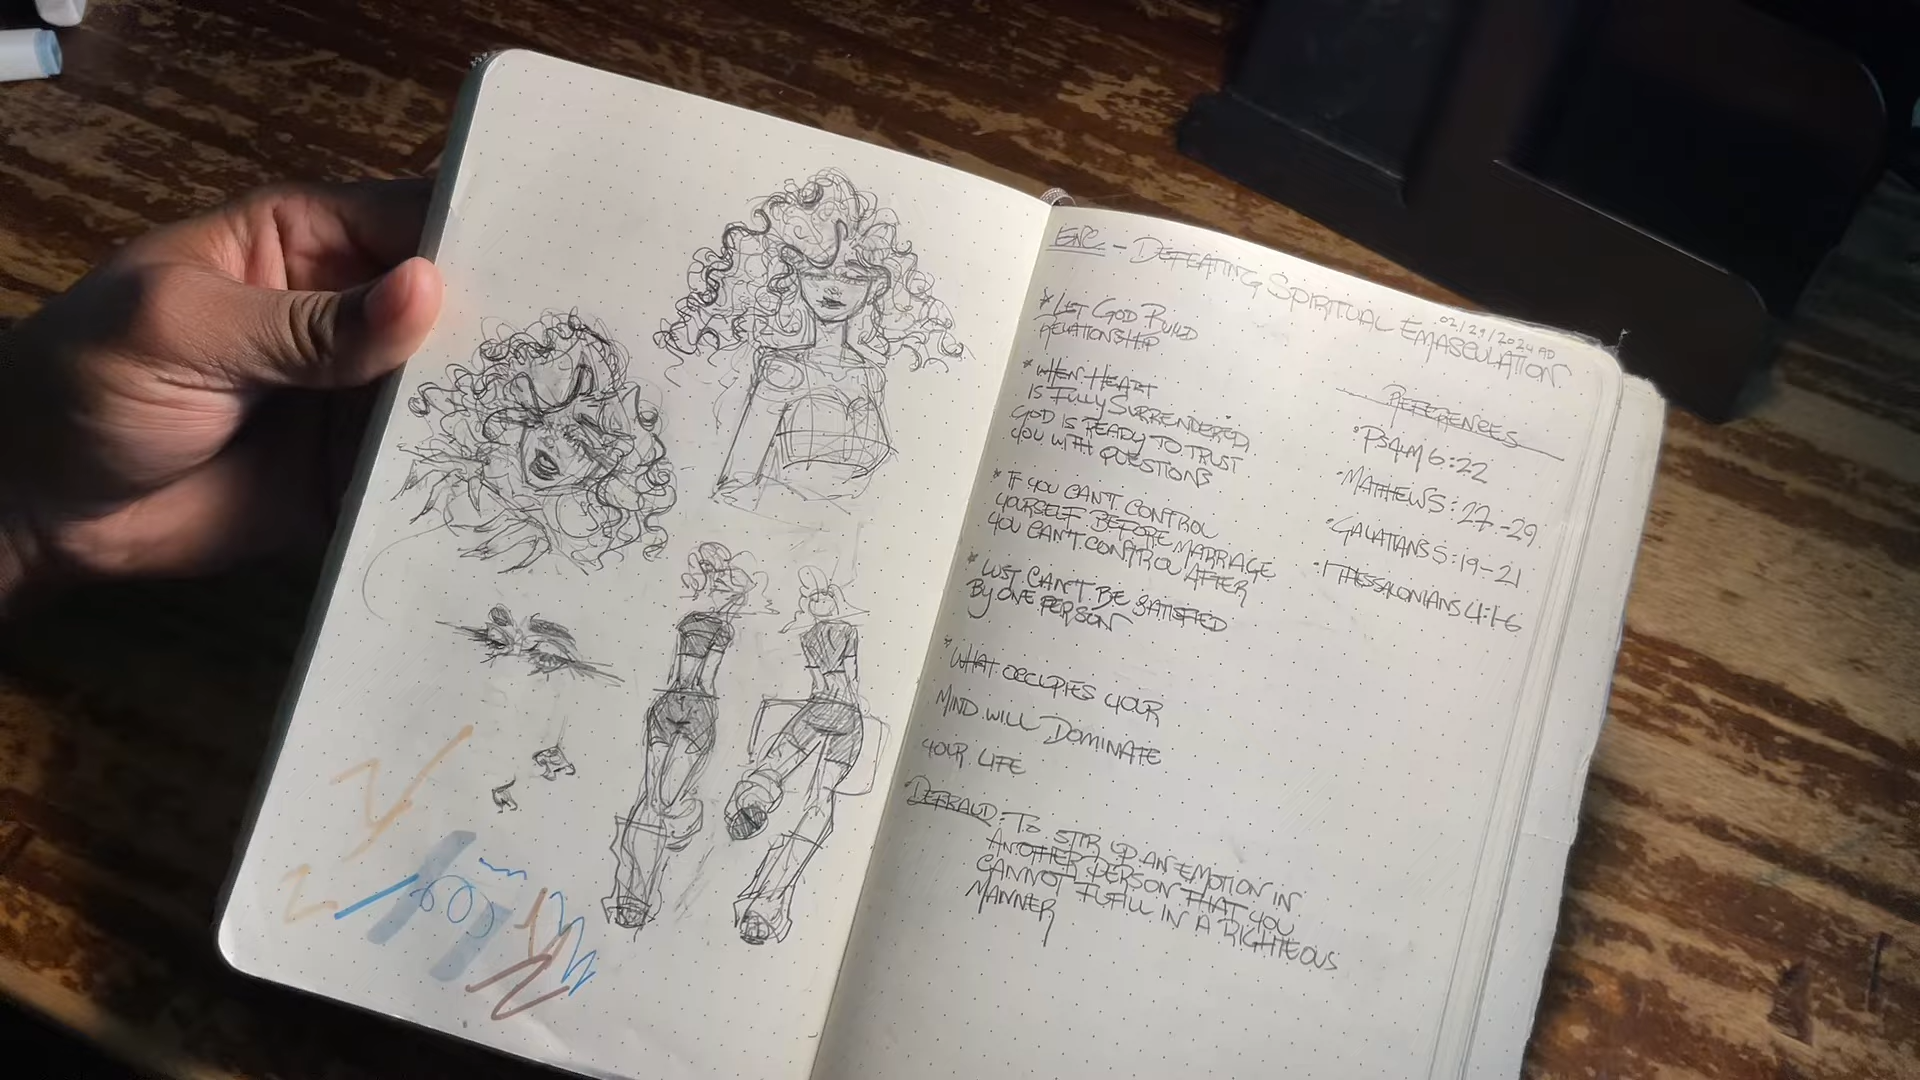 ENC - DEFEATING SPIRITUAL EMASCULATION
02/29/2024 AD
* LET GOD BUILD
RELATIONSHIP
* WHEN HEART
IS FULLY SURRENDERED,
GOD IS READY TO TRUST
YOU WITH QUESTIONS
* IF YOU CAN'T CONTROL
YOURSELF BEFORE MARRIAGE
YOU CAN'T CONTROL AFTER
* LUST CAN'T BE SATISFIED
BY ONE PERSON
* WHAT OCCUPIES YOUR
MIND WILL DOMINATE
YOUR LIFE
DEFRAUD: TO STIR UP AN EMOTION IN
ANOTHER PERSON THAT YOU
CANNOT FULFILL IN A RIGHTEOUS
MANNER
REFERENCES
• PSALM 6:22
• MATHEW 5:27-29
• GALATIANS 5:19-21
• 1 THESSALONIANS 4:1-6